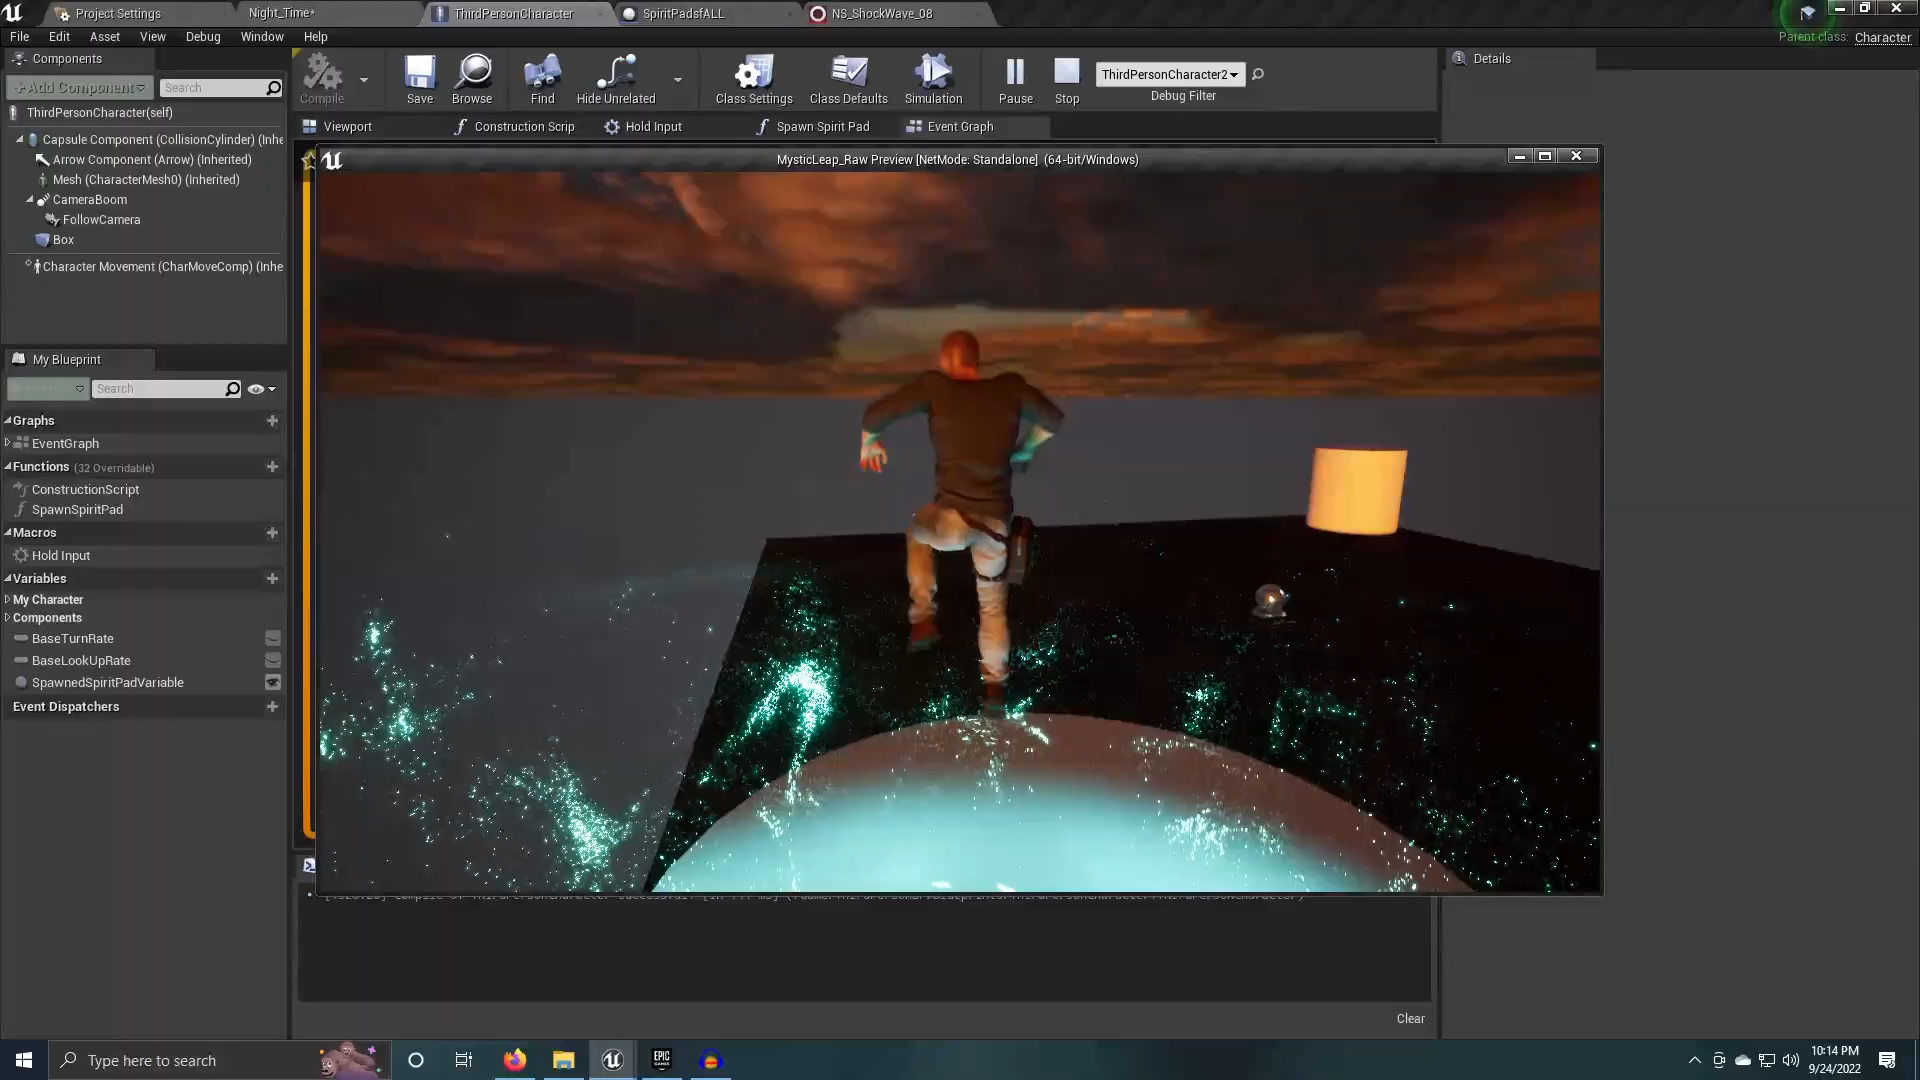 Project Settings
Night_Time*
ThirdPersonCharacter
SpiritPadsfALL
NS_ShockWave_08
File Edit Asset View Debug Window Help
Parent class: Character
Components
+Add Component
Search
ThirdPersonCharacter(self)
Capsule Component (CollisionCylinder) (Inhe
Arrow Component (Arrow) (Inherited)
Mesh (CharacterMesh0) (Inherited)
CameraBoom
FollowCamera
Box
Character Movement (CharMoveComp) (Inhe
Compile
Save
Browse
Find
Hide Unrelated
Class Settings
Class Defaults
Simulation
Pause
Stop
ThirdPersonCharacter2
Debug Filter
Details
Viewport
Construction Scrip
Hold Input
Spawn Spirit Pad
Event Graph
MysticLeap_Raw Preview [NetMode: Standalone] (64-bit/Windows)
My Blueprint
Search
Graphs
EventGraph
Functions (32 Overridable)
ConstructionScript
SpawnSpiritPad
Macros
Hold Input
Variables
My Character
Components
BaseTurnRate
BaseLookUpRate
SpawnedSpiritPadVariable
Event Dispatchers
Clear
Type here to search
EPIC
GAMES
10:14 PM
9/24/2022